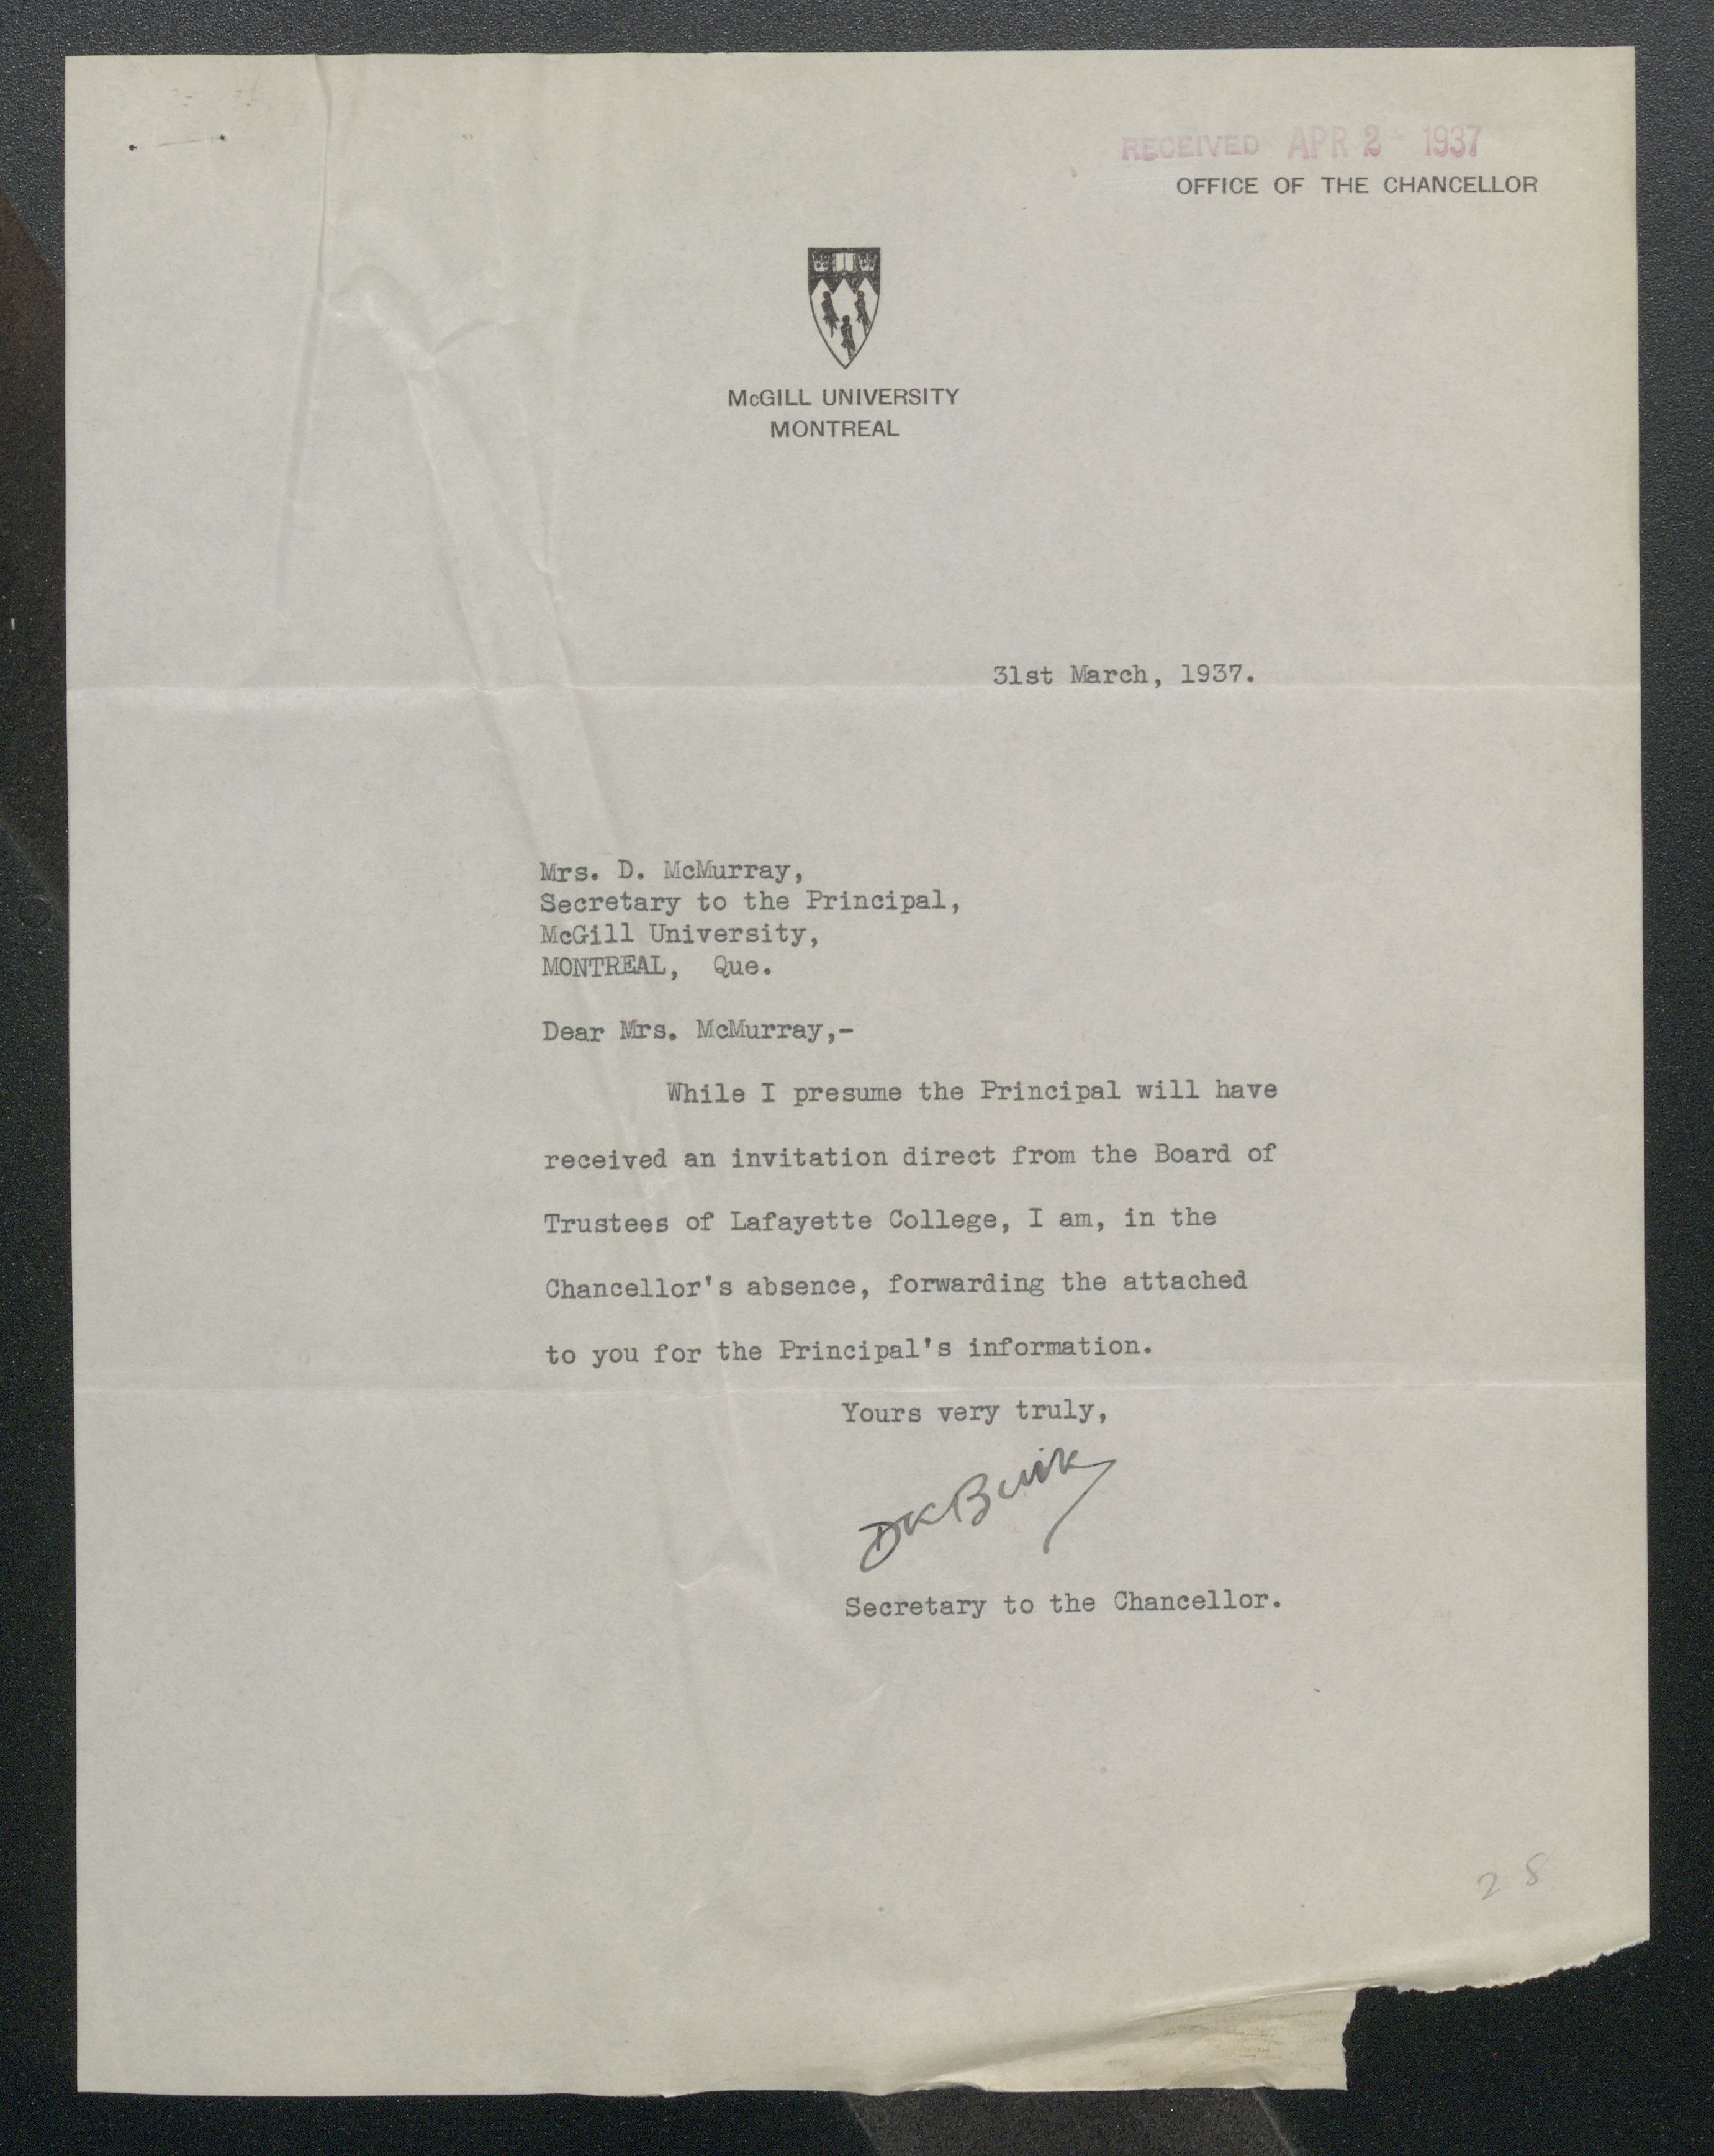 RECEIVED APR 2 1937
OFFICE OF THE CHANCELLOR
McGILL UNIVERSITY
MONTREAL
31st March, 1937.
Mrs. D. McMurray,
Secretary to the Principal,
McGill University,
MONTREAL, Que.
Dear Mrs. McMurray,-
While I presume the Principal will have
received an invitation direct from the Board of
Trustees of Lafayette College, I am, in the
Chancellor's absence, forwarding the attached
to you for the Principal's information.
Yours very truly,
Secretary to the Chancellor.
28